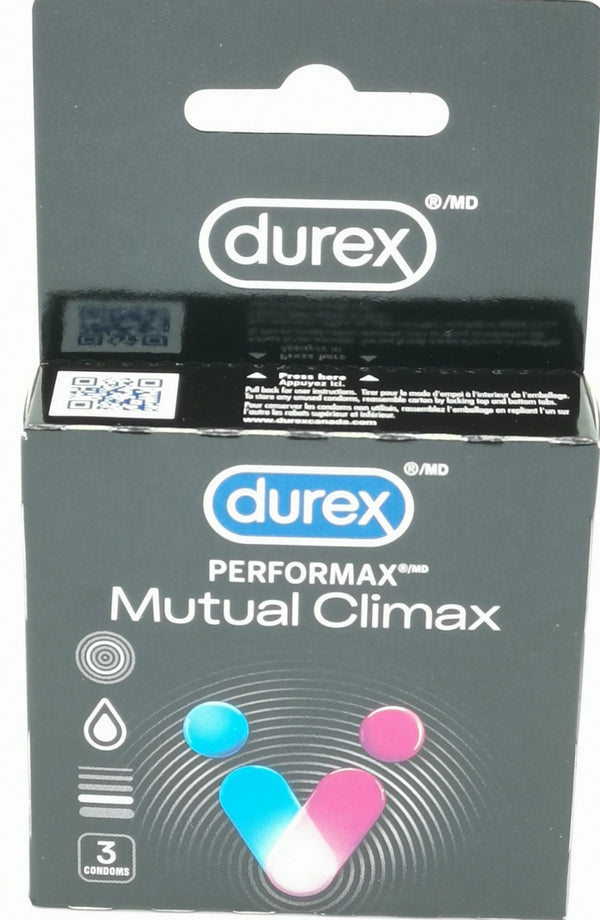 durex ®/MD
Press here
Appuyez ici.
Pull back for user instructions. Tirer pour le mode d'emploi à l'interieur de l'emballage.
To store any unused condoms, reassemble carton by locking top and bottom tabs.
Pour conserver les condoms non utilisés, rassemblez l'emballage en repliant l'un sur
l'autre les rabats supérieur et inférieur.
www.durexcanada.com
durex ®/MD
PERFORMAX®/MD
Mutual Climax
3
CONDOMS